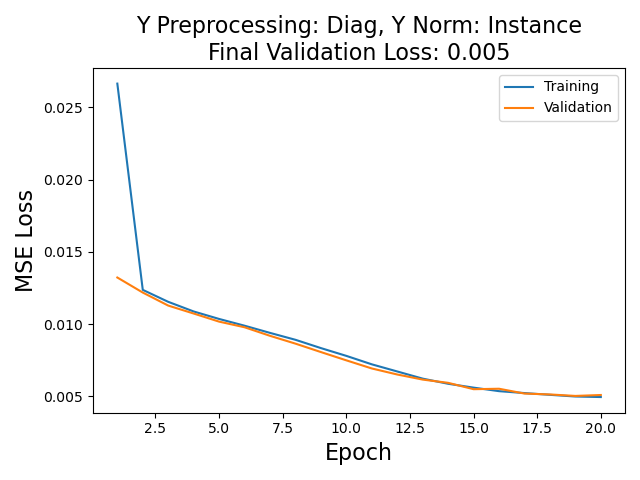 Y Preprocessing: Diag, Y Norm: Instance
Final Validation Loss: 0.005
Training
Validation
MSE Loss
0.025
0.020
0.015
0.010
0.005
2.5 5.0 7.5 10.0 12.5 15.0 17.5 20.0
Epoch